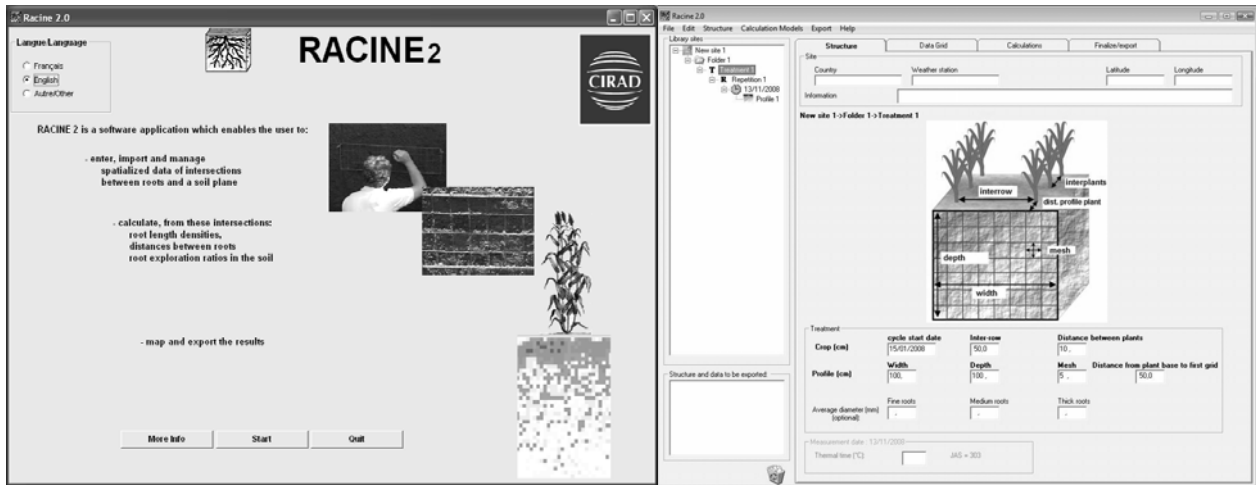 Racine 2.0
Langue/Language
Français
English
Autre/Other
RACINE 2
CIRAD
RACINE 2 is a software application which enables the user to:
- enter, import and manage
spatialized data of intersections
between roots and a soil plane
- calculate, from these intersections:
root length densities,
distances between roots
root exploration ratios in the soil
- map and export the results
More Info Start Quit
Racine 2.0
File Edit Structure Calculation Models Export Help
Library sites
New site 1
Folder 1
T Treatment 1
R Repetition 1
13/11/2008
Profile 1
Structure and data to be exported
Structure Data Grid Calculations Finalize/export
Site
Country Weather station Latitude Longitude
Information
New site 1->Folder 1->Treatment 1
interrow
interplants
dist. profile plant
mesh
depth
width
Treatment
cycle start date Inter-row Distance between plants
Crop (cm) 15/01/2008 50,0 10 ,
Width Depth Mesh Distance from plant base to first grid
Profile (cm) 100, 100 , 5 , 50,0
Fine roots Medium roots Thick roots
Average diameter (mm)
(optional): , , ,
Measurement date : 13/11/2008
Thermal time (°C): JAS = 303